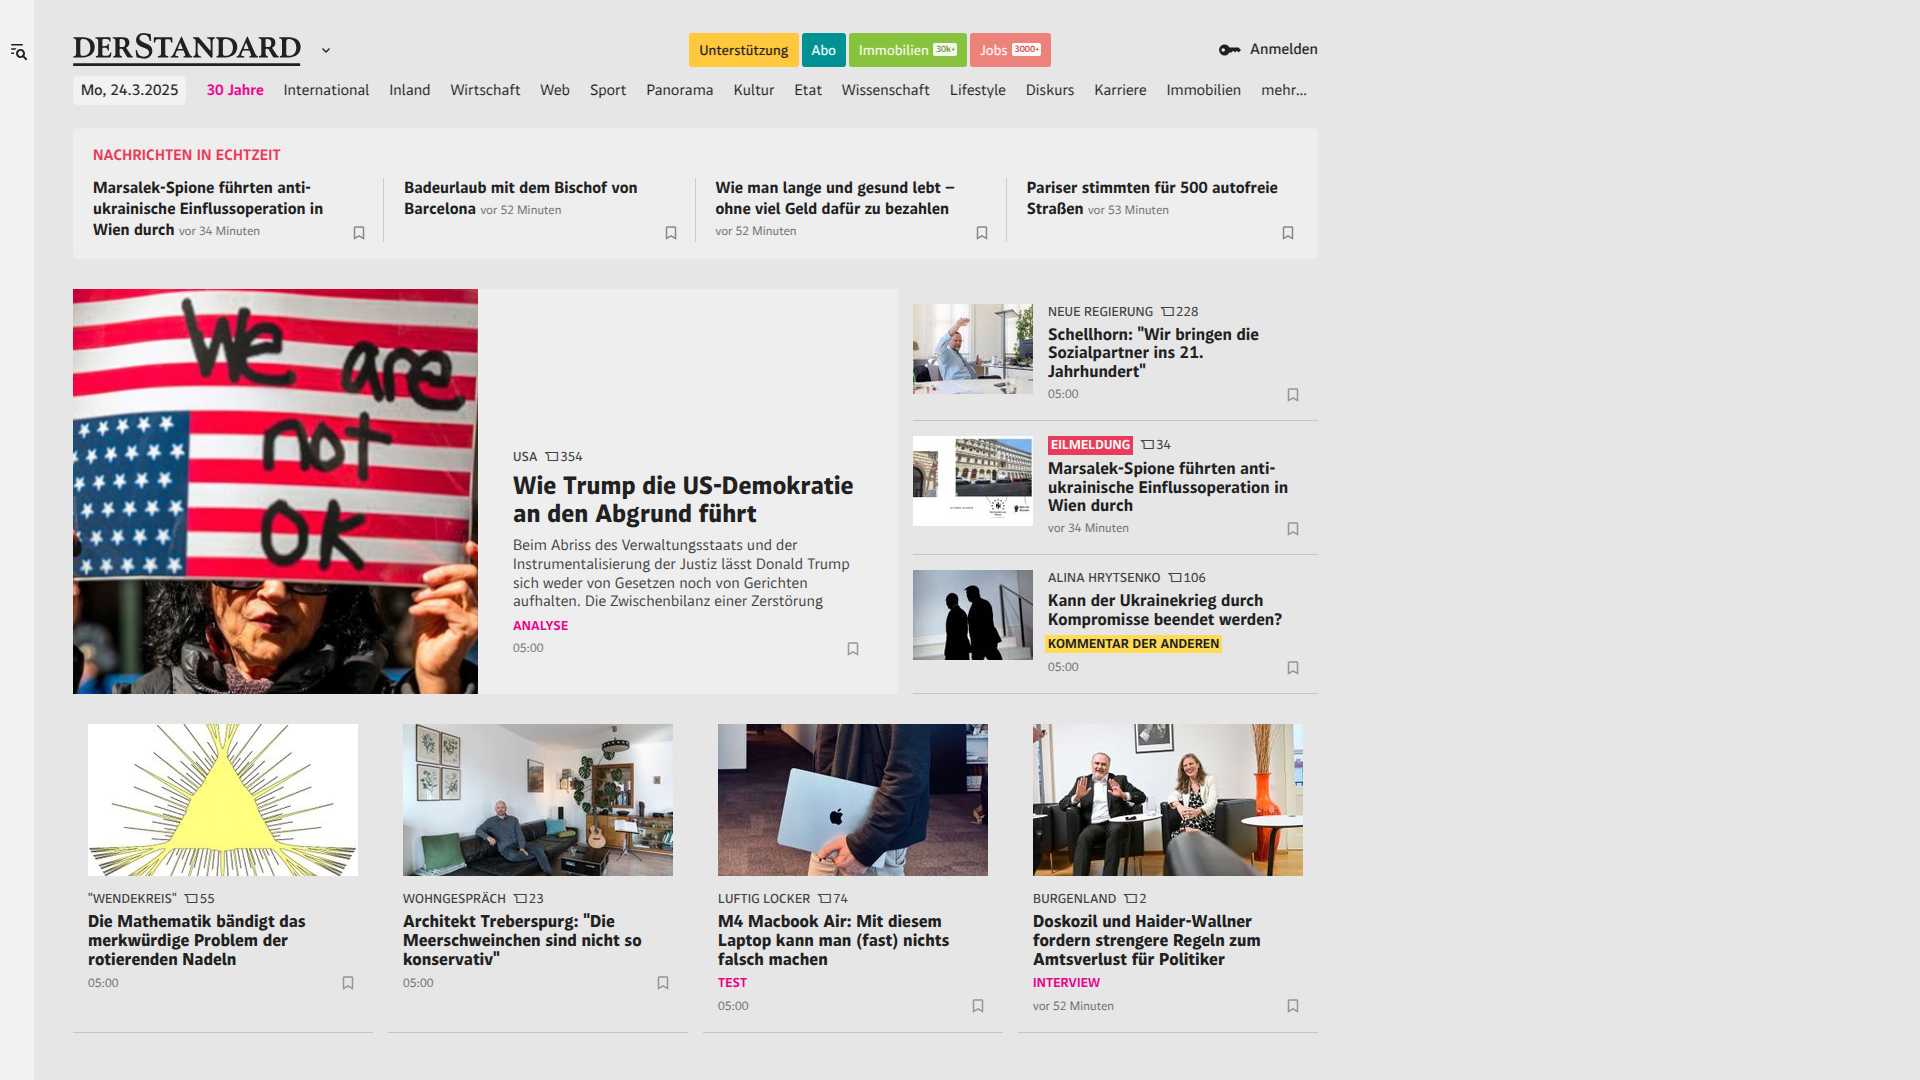 DERSTANDARD
Unterstützung
Abo
Immobilien 30k+
Jobs 3000+
Anmelden
Mo, 24.3.2025
30 Jahre
International
Inland
Wirtschaft
Web
Sport
Panorama
Kultur
Etat
Wissenschaft
Lifestyle
Diskurs
Karriere
Immobilien
mehr...
NACHRICHTEN IN ECHTZEIT
Marsalek-Spione führten anti-
ukrainische Einflussoperation in
Wien durch vor 34 Minuten
Badeurlaub mit dem Bischof von
Barcelona vor 52 Minuten
Wie man lange und gesund lebt –
ohne viel Geld dafür zu bezahlen
vor 52 Minuten
Pariser stimmten für 500 autofreie
Straßen vor 53 Minuten
We are
not
OK
USA 354
Wie Trump die US-Demokratie
an den Abgrund führt
Beim Abriss des Verwaltungsstaats und der
Instrumentalisierung der Justiz lässt Donald Trump
sich weder von Gesetzen noch von Gerichten
aufhalten. Die Zwischenbilanz einer Zerstörung
ANALYSE
05:00
NEUE REGIERUNG 228
Schellhorn: "Wir bringen die
Sozialpartner ins 21.
Jahrhundert"
05:00
EILMELDUNG 34
Marsalek-Spione führten anti-
ukrainische Einflussoperation in
Wien durch
vor 34 Minuten
ALINA HRYTSENKO 106
Kann der Ukrainekrieg durch
Kompromisse beendet werden?
KOMMENTAR DER ANDEREN
05:00
"WENDEKREIS" 55
Die Mathematik bändigt das
merkwürdige Problem der
rotierenden Nadeln
05:00
WOHNGESPRÄCH 23
Architekt Treberspurg: "Die
Meerschweinchen sind nicht so
konservativ"
05:00
LUFTIG LOCKER 74
M4 Macbook Air: Mit diesem
Laptop kann man (fast) nichts
falsch machen
TEST
05:00
BURGENLAND 2
Doskozil und Haider-Wallner
fordern strengere Regeln zum
Amtsverlust für Politiker
INTERVIEW
vor 52 Minuten